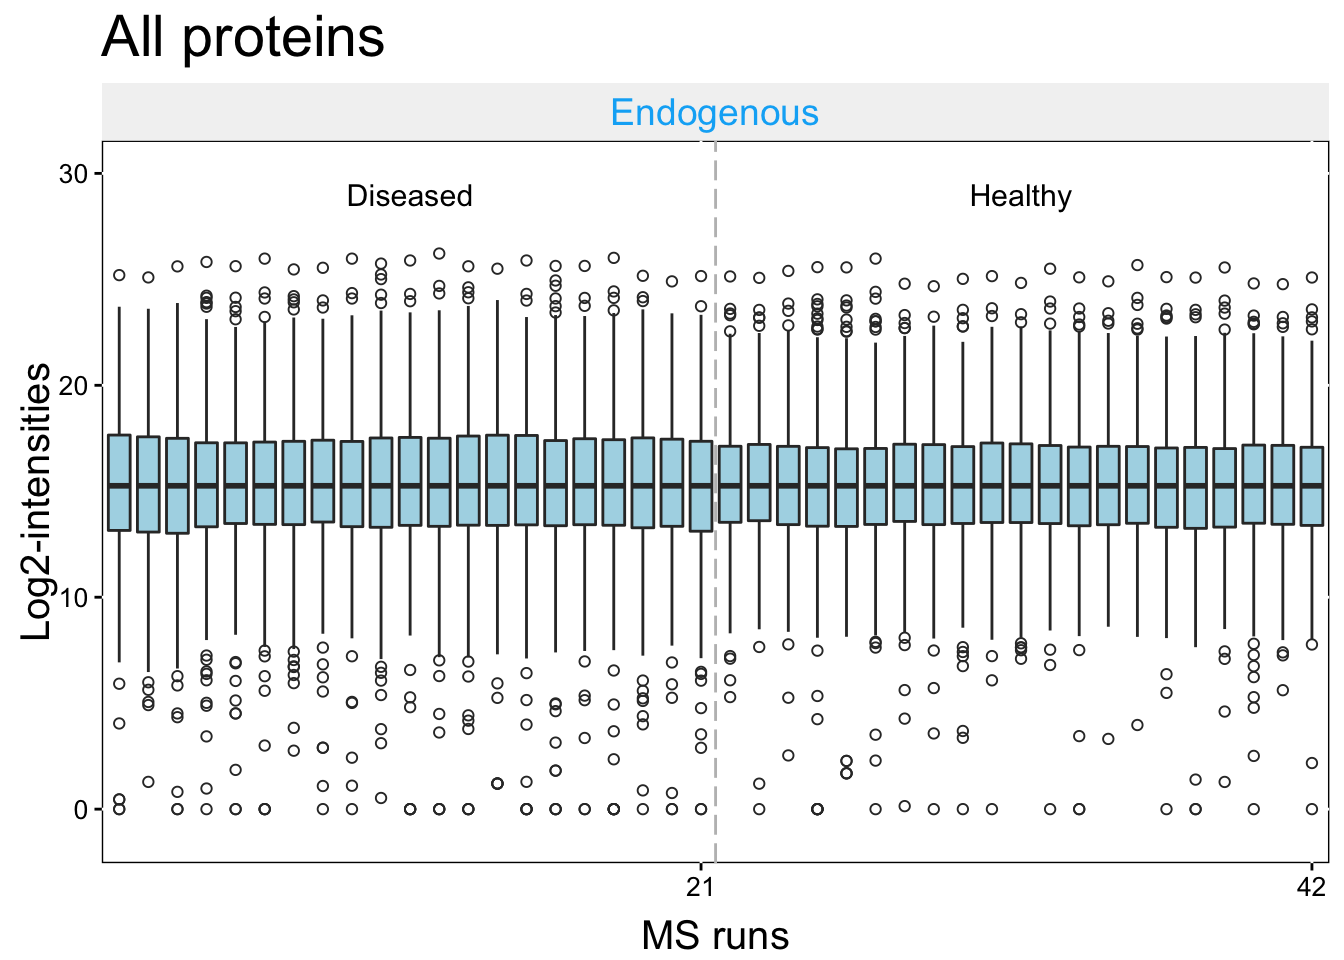 All proteins
Endogenous
30
Diseased
Healthy
20
Log2-intensities
10
0
21
42
MS runs